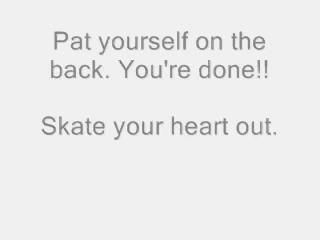 Pat yourself on the
back. You're done!!
Skate your heart out.